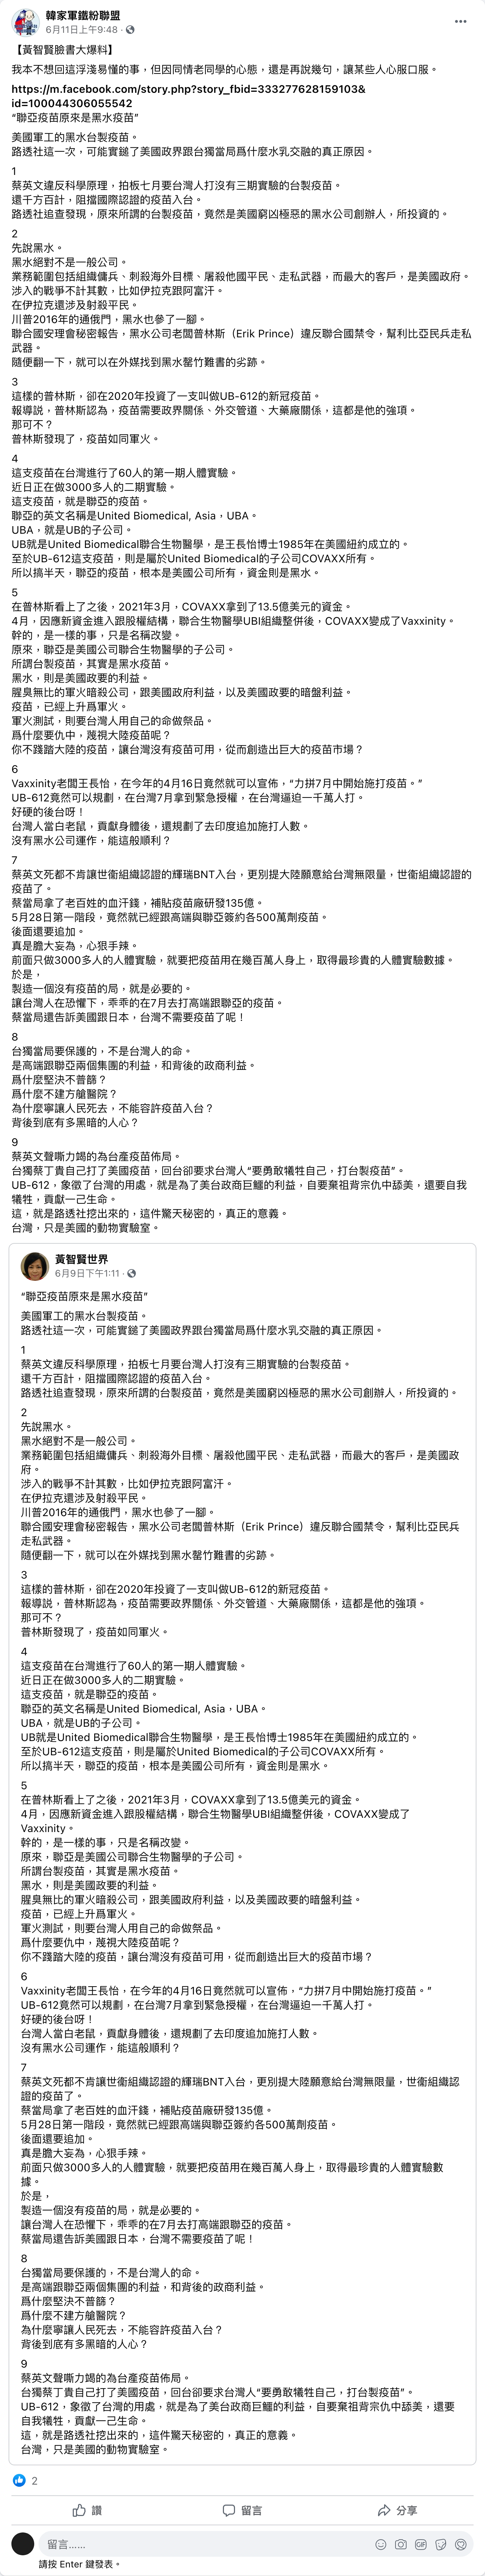 韓家軍鐵粉聯盟
6月11日上午9:48 ·
【黃智賢臉書大爆料】
我本不想回這浮淺易懂的事，但因同情老同學的心態，還是再說幾句，讓某些人心服口服。
https://m.facebook.com/story.php?story_fbid=333277628159103&
id=100044306055542
“聯亞疫苗原來是黑水疫苗”
美國軍工的黑水台製疫苗。
路透社這一次，可能實鎚了美國政界跟台獨當局爲什麼水乳交融的真正原因。
1
蔡英文違反科學原理，拍板七月要台灣人打沒有三期實驗的台製疫苗。
還千方百計，阻擋國際認證的疫苗入台。
路透社追查發現，原來所謂的台製疫苗，竟然是美國窮凶極惡的黑水公司創辦人，所投資的。
2
先說黑水。
黑水絕對不是一般公司。
業務範圍包括組織傭兵、刺殺海外目標、屠殺他國平民、走私武器，而最大的客戶，是美國政府。
涉入的戰爭不計其數，比如伊拉克跟阿富汗。
在伊拉克還涉及射殺平民。
川普2016年的通俄門，黑水也參了一腳。
聯合國安理會秘密報告，黑水公司老闆普林斯（Erik Prince）違反聯合國禁令，幫利比亞民兵走私
武器。
隨便翻一下，就可以在外媒找到黑水罄竹難書的劣跡。
3
這樣的普林斯，卻在2020年投資了一支叫做UB-612的新冠疫苗。
報導説，普林斯認為，疫苗需要政界關係、外交管道、大藥廠關係，這都是他的強項。
那可不？
普林斯發現了，疫苗如同軍火。
4
這支疫苗在台灣進行了60人的第一期人體實驗。
近日正在做3000多人的二期實驗。
這支疫苗，就是聯亞的疫苗。
聯亞的英文名稱是United Biomedical, Asia，UBA。
UBA，就是UB的子公司。
UB就是United Biomedical聯合生物醫學，是王長怡博士1985年在美國紐約成立的。
至於UB-612這支疫苗，則是屬於United Biomedical的子公司COVAXX所有。
所以搞半天，聯亞的疫苗，根本是美國公司所有，資金則是黑水。
5
在普林斯看上了之後，2021年3月，COVAXX拿到了13.5億美元的資金。
4月，因應新資金進入跟股權結構，聯合生物醫學UBI組織整併後，COVAXX變成了Vaxxinity。
幹的，是一樣的事，只是名稱改變。
原來，聯亞是美國公司聯合生物醫學的子公司。
所謂台製疫苗，其實是黑水疫苗。
黑水，則是美國政要的利益。
腥臭無比的軍火暗殺公司，跟美國政府利益，以及美國政要的暗盤利益。
疫苗，已經上升爲軍火。
軍火測試，則要台灣人用自己的命做祭品。
爲什麼要仇中，蔑視大陸疫苗呢？
你不踐踏大陸的疫苗，讓台灣沒有疫苗可用，從而創造出巨大的疫苗市場？
6
Vaxxinity老闆王長怡，在今年的4月16日竟然就可以宣佈，“力拼7月中開始施打疫苗。”
UB-612竟然可以規劃，在台灣7月拿到緊急授權，在台灣逼迫一千萬人打。
好硬的後台呀！
台灣人當白老鼠，貢獻身體後，還規劃了去印度追加施打人數。
沒有黑水公司運作，能這般順利？
7
蔡英文死都不肯讓世衞組織認證的輝瑞BNT入台，更別提大陸願意給台灣無限量，世衞組織認證的
疫苗了。
蔡當局拿了老百姓的血汗錢，補貼疫苗廠研發135億。
5月28日第一階段，竟然就已經跟高端與聯亞簽約各500萬劑疫苗。
後面還要追加。
真是膽大妄為，心狠手辣。
前面只做3000多人的人體實驗，就要把疫苗用在幾百萬人身上，取得最珍貴的人體實驗數據。
於是，
製造一個沒有疫苗的局，就是必要的。
讓台灣人在恐懼下，乖乖的在7月去打高端跟聯亞的疫苗。
蔡當局還告訴美國跟日本，台灣不需要疫苗了呢！
8
台獨當局要保護的，不是台灣人的命。
是高端跟聯亞兩個集團的利益，和背後的政商利益。
爲什麼堅決不普篩？
爲什麼不建方艙醫院？
為什麼寧讓人民死去，不能容許疫苗入台？
背後到底有多黑暗的人心？
9
蔡英文聲嘶力竭的為台產疫苗佈局。
台獨蔡丁貴自己打了美國疫苗，回台卻要求台灣人“要勇敢犧牲自己，打台製疫苗”。
UB-612，象徵了台灣的用處，就是為了美台政商巨鱷的利益，自要棄祖背宗仇中舔美，還要自我
犧牲，貢獻一己生命。
這，就是路透社挖出來的，這件驚天秘密的，真正的意義。
台灣，只是美國的動物實驗室。
黃智賢世界
6月9日下午1:11 ·
“聯亞疫苗原來是黑水疫苗”
美國軍工的黑水台製疫苗。
路透社這一次，可能實鎚了美國政界跟台獨當局爲什麼水乳交融的真正原因。
1
蔡英文違反科學原理，拍板七月要台灣人打沒有三期實驗的台製疫苗。
還千方百計，阻擋國際認證的疫苗入台。
路透社追查發現，原來所謂的台製疫苗，竟然是美國窮凶極惡的黑水公司創辦人，所投資的。
2
先說黑水。
黑水絕對不是一般公司。
業務範圍包括組織傭兵、刺殺海外目標、屠殺他國平民、走私武器，而最大的客戶，是美國政
府。
涉入的戰爭不計其數，比如伊拉克跟阿富汗。
在伊拉克還涉及射殺平民。
川普2016年的通俄門，黑水也參了一腳。
聯合國安理會秘密報告，黑水公司老闆普林斯（Erik Prince）違反聯合國禁令，幫利比亞民兵
走私武器。
隨便翻一下，就可以在外媒找到黑水罄竹難書的劣跡。
3
這樣的普林斯，卻在2020年投資了一支叫做UB-612的新冠疫苗。
報導説，普林斯認為，疫苗需要政界關係、外交管道、大藥廠關係，這都是他的強項。
那可不？
普林斯發現了，疫苗如同軍火。
4
這支疫苗在台灣進行了60人的第一期人體實驗。
近日正在做3000多人的二期實驗。
這支疫苗，就是聯亞的疫苗。
聯亞的英文名稱是United Biomedical, Asia，UBA。
UBA，就是UB的子公司。
UB就是United Biomedical聯合生物醫學，是王長怡博士1985年在美國紐約成立的。
至於UB-612這支疫苗，則是屬於United Biomedical的子公司COVAXX所有。
所以搞半天，聯亞的疫苗，根本是美國公司所有，資金則是黑水。
5
在普林斯看上了之後，2021年3月，COVAXX拿到了13.5億美元的資金。
4月，因應新資金進入跟股權結構，聯合生物醫學UBI組織整併後，COVAXX變成了
Vaxxinity。
幹的，是一樣的事，只是名稱改變。
原來，聯亞是美國公司聯合生物醫學的子公司。
所謂台製疫苗，其實是黑水疫苗。
黑水，則是美國政要的利益。
腥臭無比的軍火暗殺公司，跟美國政府利益，以及美國政要的暗盤利益。
疫苗，已經上升爲軍火。
軍火測試，則要台灣人用自己的命做祭品。
爲什麼要仇中，蔑視大陸疫苗呢？
你不踐踏大陸的疫苗，讓台灣沒有疫苗可用，從而創造出巨大的疫苗市場？
6
Vaxxinity老闆王長怡，在今年的4月16日竟然就可以宣佈，“力拼7月中開始施打疫苗。”
UB-612竟然可以規劃，在台灣7月拿到緊急授權，在台灣逼迫一千萬人打。
好硬的後台呀！
台灣人當白老鼠，貢獻身體後，還規劃了去印度追加施打人數。
沒有黑水公司運作，能這般順利？
7
蔡英文死都不肯讓世衞組織認證的輝瑞BNT入台，更別提大陸願意給台灣無限量，世衞組織認
證的疫苗了。
蔡當局拿了老百姓的血汗錢，補貼疫苗廠研發135億。
5月28日第一階段，竟然就已經跟高端與聯亞簽約各500萬劑疫苗。
後面還要追加。
真是膽大妄為，心狠手辣。
前面只做3000多人的人體實驗，就要把疫苗用在幾百萬人身上，取得最珍貴的人體實驗數
據。
於是，
製造一個沒有疫苗的局，就是必要的。
讓台灣人在恐懼下，乖乖的在7月去打高端跟聯亞的疫苗。
蔡當局還告訴美國跟日本，台灣不需要疫苗了呢！
8
台獨當局要保護的，不是台灣人的命。
是高端跟聯亞兩個集團的利益，和背後的政商利益。
爲什麼堅決不普篩？
爲什麼不建方艙醫院？
為什麼寧讓人民死去，不能容許疫苗入台？
背後到底有多黑暗的人心？
9
蔡英文聲嘶力竭的為台產疫苗佈局。
台獨蔡丁貴自己打了美國疫苗，回台卻要求台灣人“要勇敢犧牲自己，打台製疫苗”。
UB-612，象徵了台灣的用處，就是為了美台政商巨鱷的利益，自要棄祖背宗仇中舔美，還要
自我犧牲，貢獻一己生命。
這，就是路透社挖出來的，這件驚天秘密的，真正的意義。
台灣，只是美國的動物實驗室。
2
讚
留言
分享
留言……
請按 Enter 鍵發表。